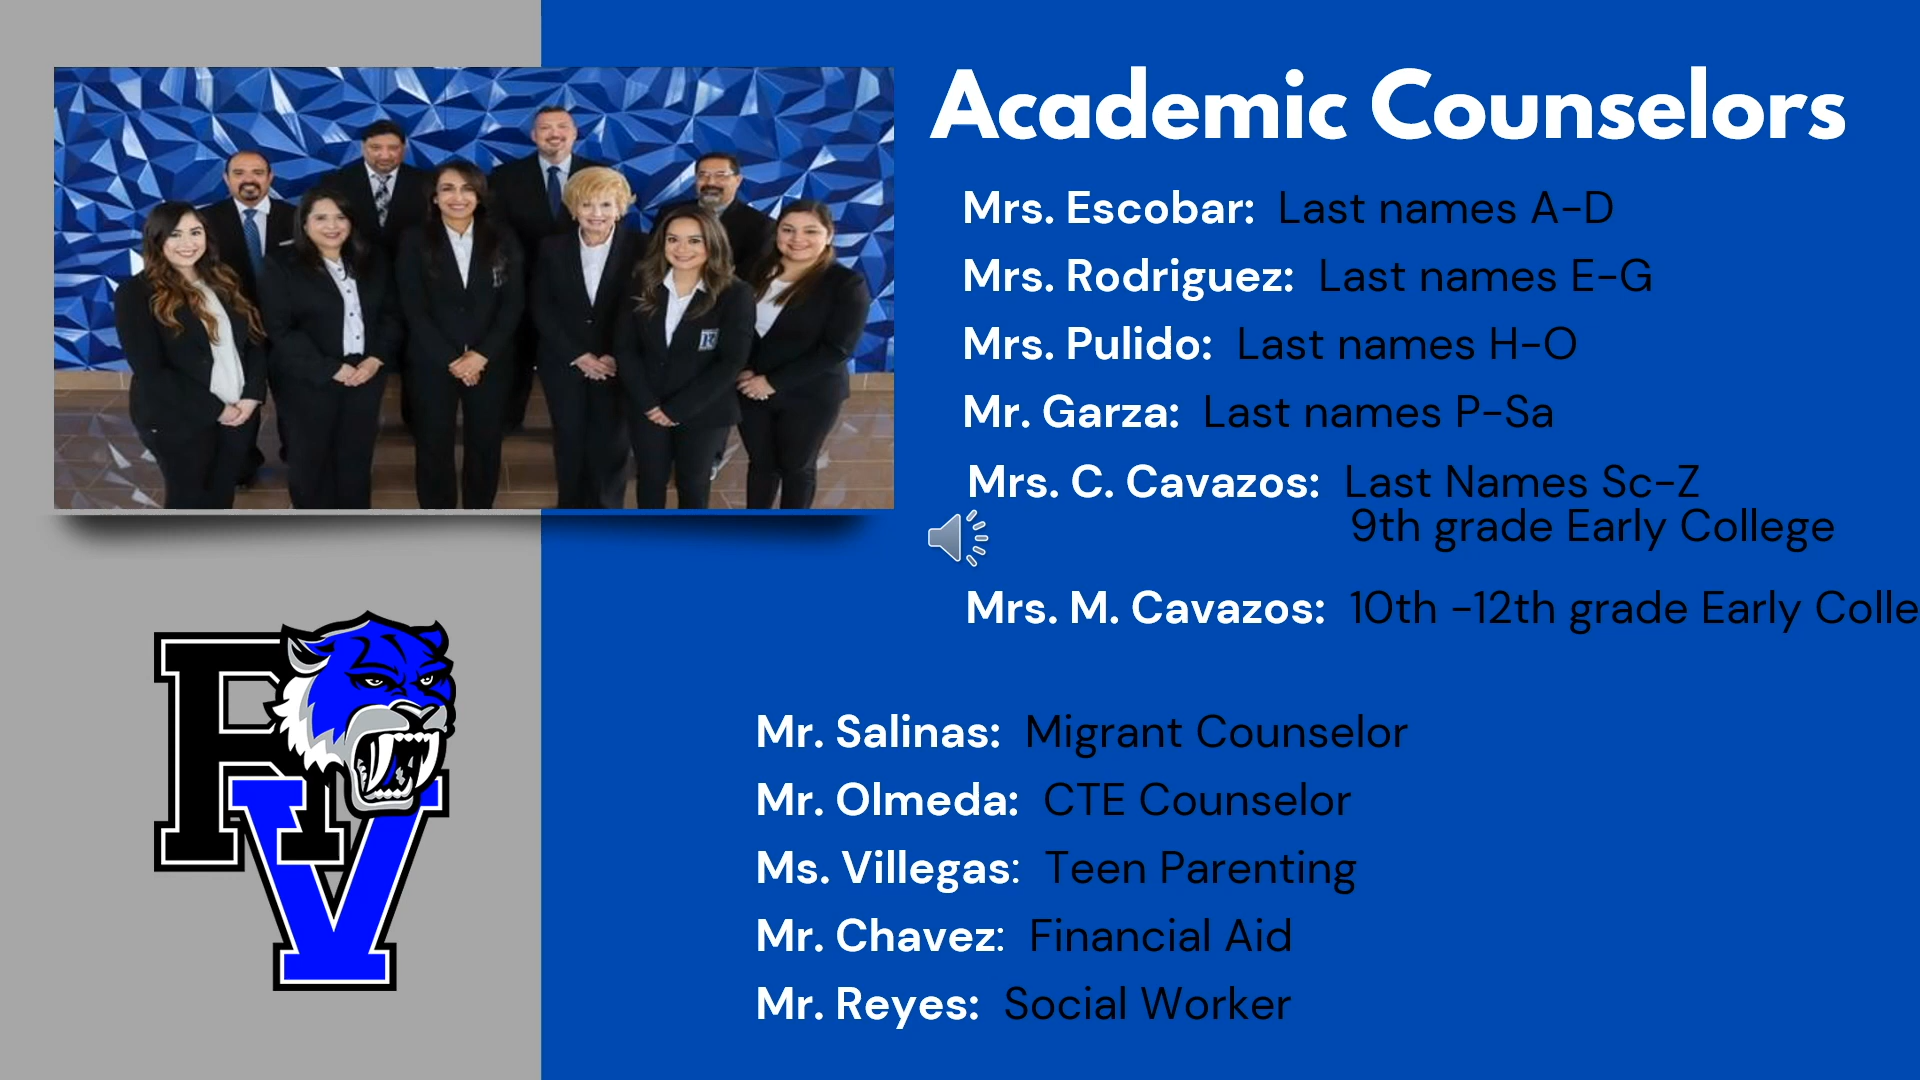 Academic Counselors
Mrs. Escobar: Last names A-D
Mrs. Rodriguez: Last names E-G
Mrs. Pulido: Last names H-O
Mr. Garza: Last names P-Sa
Mrs. C. Cavazos: Last Names Sc-Z
9th grade Early College
Mrs. M. Cavazos: 10th -12th grade Early Colle
Mr. Salinas: Migrant Counselor
Mr. Olmeda: CTE Counselor
Ms. Villegas: Teen Parenting
Mr. Chavez: Financial Aid
Mr. Reyes: Social Worker
RV